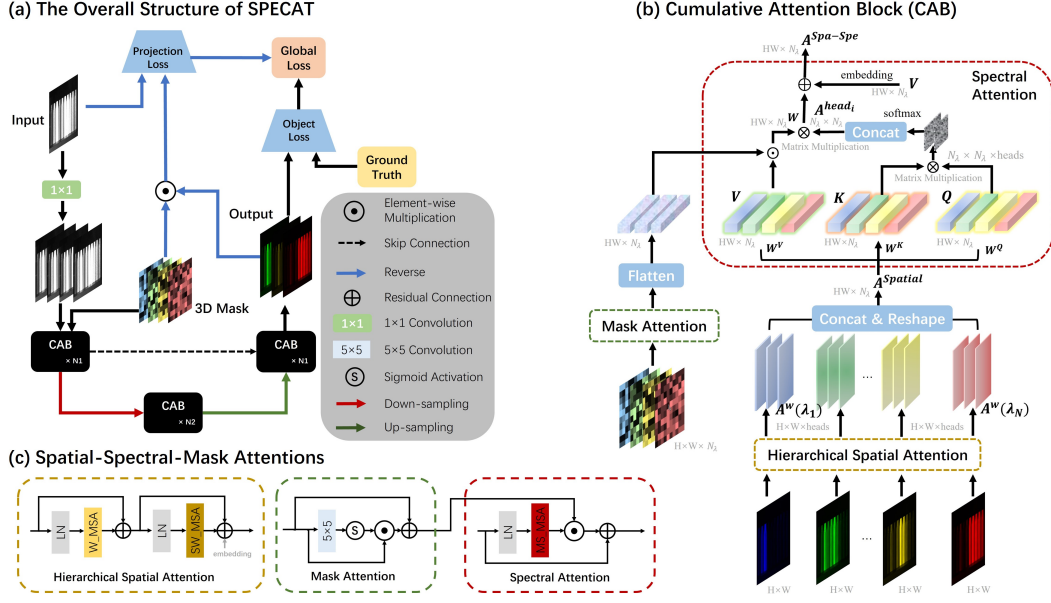 (a) The Overall Structure of SPECAT
Projection
Loss
Global
Loss
Input
Object
Loss
Ground
Truth
1×1
Output
3D Mask
CAB
× N1
CAB
× N1
CAB
× N2
Element-wise
Multiplication
Skip Connection
Reverse
Residual Connection
1×1
1×1 Convolution
5×5
5×5 Convolution
S
Sigmoid Activation
Down-sampling
Up-sampling
(b) Cumulative Attention Block (CAB)
A^{Spa-Spe}
HW× N_λ
embedding
V
HW× N_λ
Spectral
Attention
HW× N_λ
W
A^{head_i}
N_λ × N_λ
Concat
softmax
Matrix Multiplication
N_λ × N_λ ×heads
Matrix Multiplication
V
K
Q
HW× N_λ
W^V
HW× N_λ
W^K
HW× N_λ
W^Q
HW× N_λ
Flatten
Mask Attention
H×W× N_λ
A^{Spatial}
HW× N_λ
Concat & Reshape
...
A^w(λ_1)
A^w(λ_N)
H×W×heads
H×W×heads
Hierarchical Spatial Attention
...
H×W
H×W
H×W
H×W
(c) Spatial-Spectral-Mask Attentions
LN
W_MSA
LN
SW_MSA
embedding
Hierarchical Spatial Attention
5×5
S
Mask Attention
LN
MS_MSA
Spectral Attention